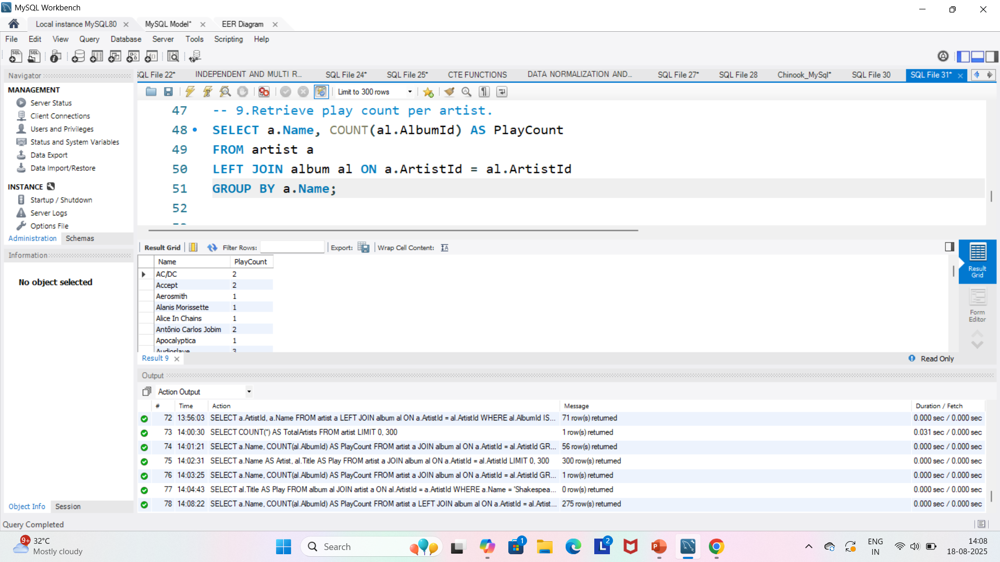 MySQL Workbench
Local instance MySQL80
MySQL Model*
EER Diagram
File Edit View Query Database Server Tools Scripting Help
Navigator
SQL File 22*
INDEPENDENT AND MULTI R...
SQL File 24*
SQL File 25*
CTE FUNCTIONS
DATA NORMALIZATION AND...
SQL File 27*
SQL File 28
Chinook_MySql*
SQL File 30
SQL File 31*
MANAGEMENT
Server Status
Client Connections
Users and Privileges
Status and System Variables
Data Export
Data Import/Restore
INSTANCE
Startup / Shutdown
Server Logs
Options File
Administration Schemas
Information
No object selected
Object Info Session
Limit to 300 rows
47 -- 9.Retrieve play count per artist.
48 SELECT a.Name, COUNT(al.AlbumId) AS PlayCount
49 FROM artist a
50 LEFT JOIN album al ON a.ArtistId = al.ArtistId
51 GROUP BY a.Name;
52
Result Grid Filter Rows: Export: Wrap Cell Content:
Name PlayCount
AC/DC 2
Accept 2
Aerosmith 1
Alanis Morissette 1
Alice In Chains 1
Antônio Carlos Jobim 2
Apocalyptica 1
Audioslave 3
Result Grid
Form Editor
Result 9
Read Only
Output
Action Output
# Time Action Message Duration / Fetch
72 13:56:03 SELECT a.ArtistId, a.Name FROM artist a LEFT JOIN album al ON a.ArtistId = al.ArtistId WHERE al.AlbumId IS... 71 row(s) returned 0.000 sec / 0.000 sec
73 14:00:30 SELECT COUNT(*) AS TotalArtists FROM artist LIMIT 0, 300 1 row(s) returned 0.031 sec / 0.000 sec
74 14:01:21 SELECT a.Name, COUNT(al.AlbumId) AS PlayCount FROM artist a JOIN album al ON a.ArtistId = al.ArtistId GR... 56 row(s) returned 0.000 sec / 0.000 sec
75 14:02:31 SELECT a.Name AS Artist, al.Title AS Play FROM artist a JOIN album al ON a.ArtistId = al.ArtistId LIMIT 0, 300 300 row(s) returned 0.000 sec / 0.000 sec
76 14:03:25 SELECT a.Name, COUNT(al.AlbumId) AS PlayCount FROM artist a JOIN album al ON a.ArtistId = al.ArtistId GR... 1 row(s) returned 0.000 sec / 0.000 sec
77 14:04:43 SELECT al.Title AS Play FROM album al JOIN artist a ON al.ArtistId = a.ArtistId WHERE a.Name = 'Shakespea... 0 row(s) returned 0.000 sec / 0.000 sec
78 14:08:22 SELECT a.Name, COUNT(al.AlbumId) AS PlayCount FROM artist a LEFT JOIN album al ON a.ArtistId = al.Artist... 275 row(s) returned 0.000 sec / 0.000 sec
Query Completed
9+ 32°C
Mostly cloudy
Search
1
2
ENG
IN
14:08
18-08-2025